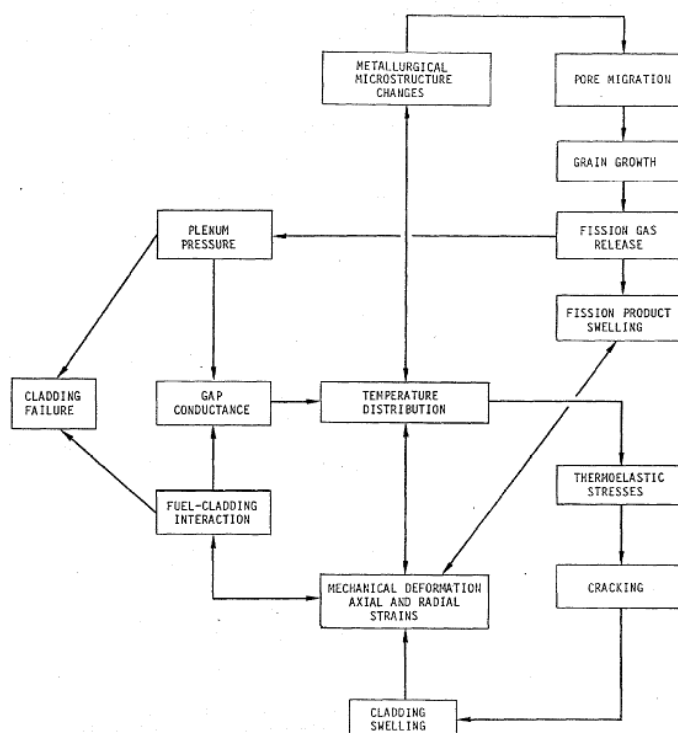 METALLURGICAL
MICROSTRUCTURE
CHANGES
PORE MIGRATION
GRAIN GROWTH
PLENUM
PRESSURE
FISSION GAS
RELEASE
FISSION PRODUCT
SWELLING
CLADDING
FAILURE
GAP
CONDUCTANCE
TEMPERATURE
DISTRIBUTION
THERMOELASTIC
STRESSES
FUEL-CLADDING
INTERACTION
MECHANICAL DEFORMATION
AXIAL AND RADIAL
STRAINS
CRACKING
CLADDING
SWELLING